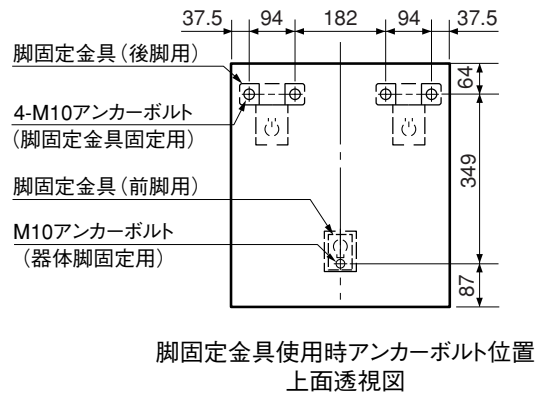 37.5 94 182 94 37.5
脚固定金具（後脚用）
64
4-M10アンカーボルト
（脚固定金具固定用）
349
脚固定金具（前脚用）
M10アンカーボルト
（器体脚固定用）
87
脚固定金具使用時アンカーボルト位置
上面透視図